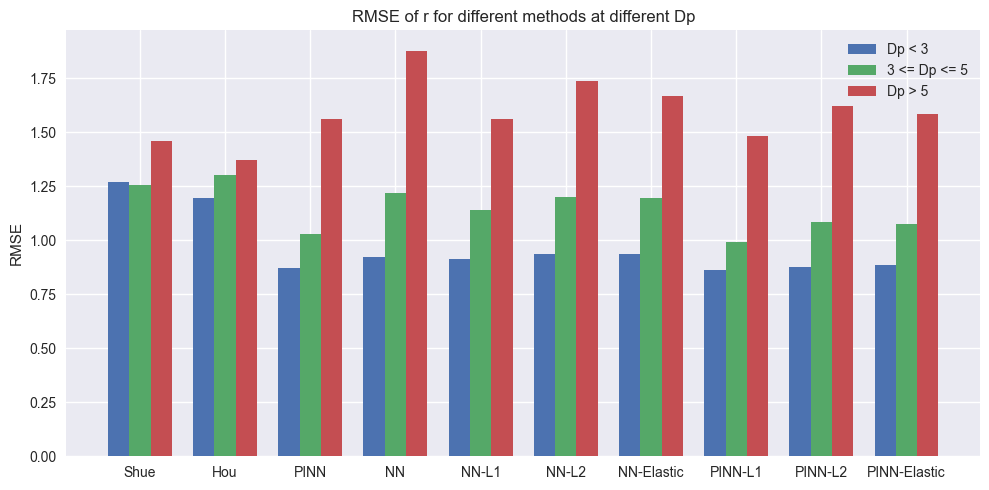 RMSE of r for different methods at different Dp
Dp < 3
3 <= Dp <= 5
Dp > 5
RMSE
1.75
1.50
1.25
1.00
0.75
0.50
0.25
0.00
Shue Hou PINN NN NN-L1 NN-L2 NN-Elastic PINN-L1 PINN-L2 PINN-Elastic